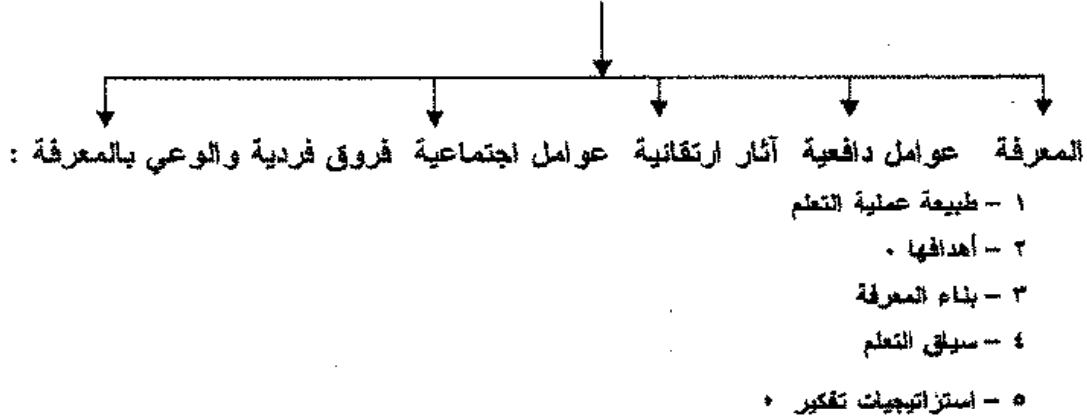 المعرفة عوامل دافعية آثار ارتقائية عوامل اجتماعية فروق فردية والوعي بالمعرفة :
١ – طبيعة عملية التعلم
٢ – أهدافها .
٣ – بناء المعرفة
٤ – سياق التعلم
٥ – استراتيجيات تفكير .